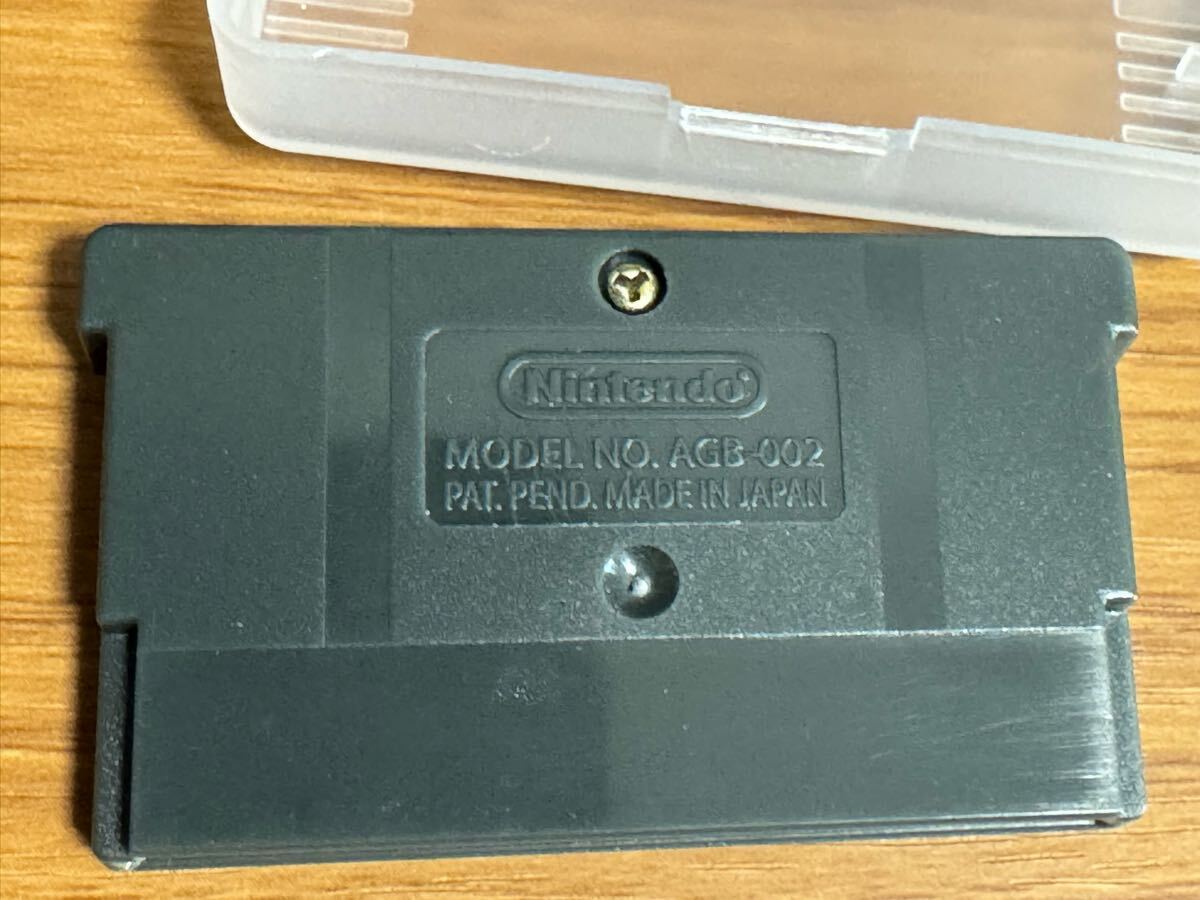 Nintendo
MODEL NO. AGB-002
PAT. PEND. MADE IN JAPAN